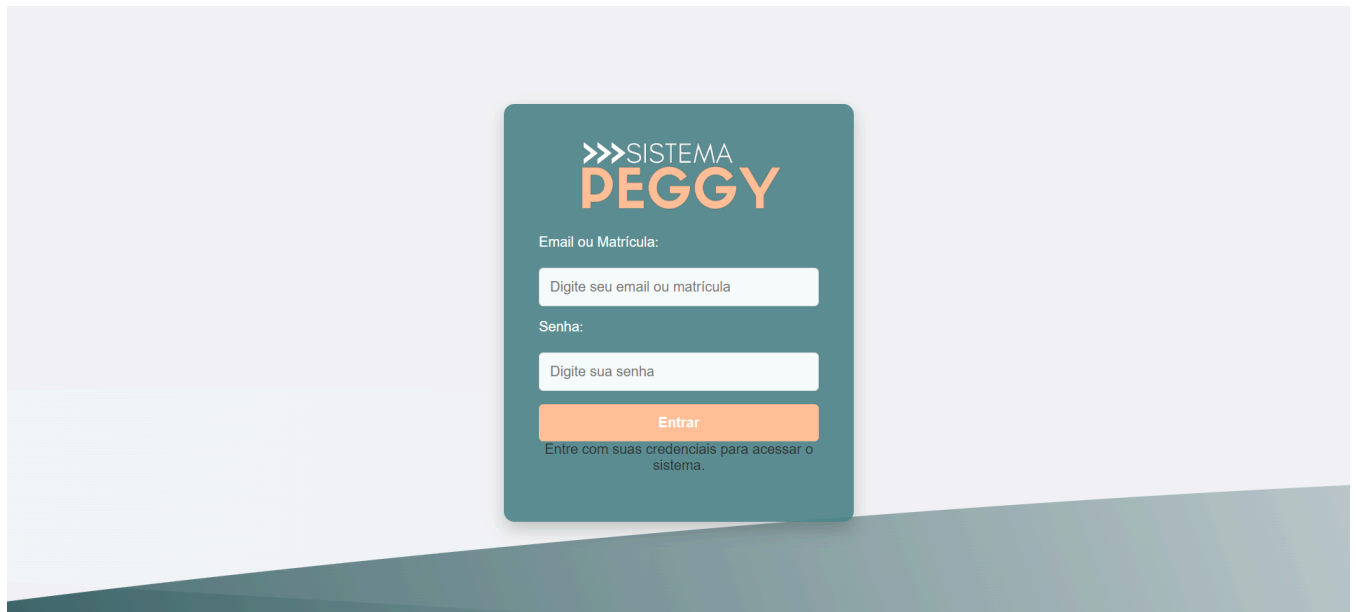 SISTEMA
PEGGY
Email ou Matrícula:
Digite seu email ou matrícula
Senha:
Digite sua senha
Entrar
Entre com suas credenciais para acessar o
sistema.